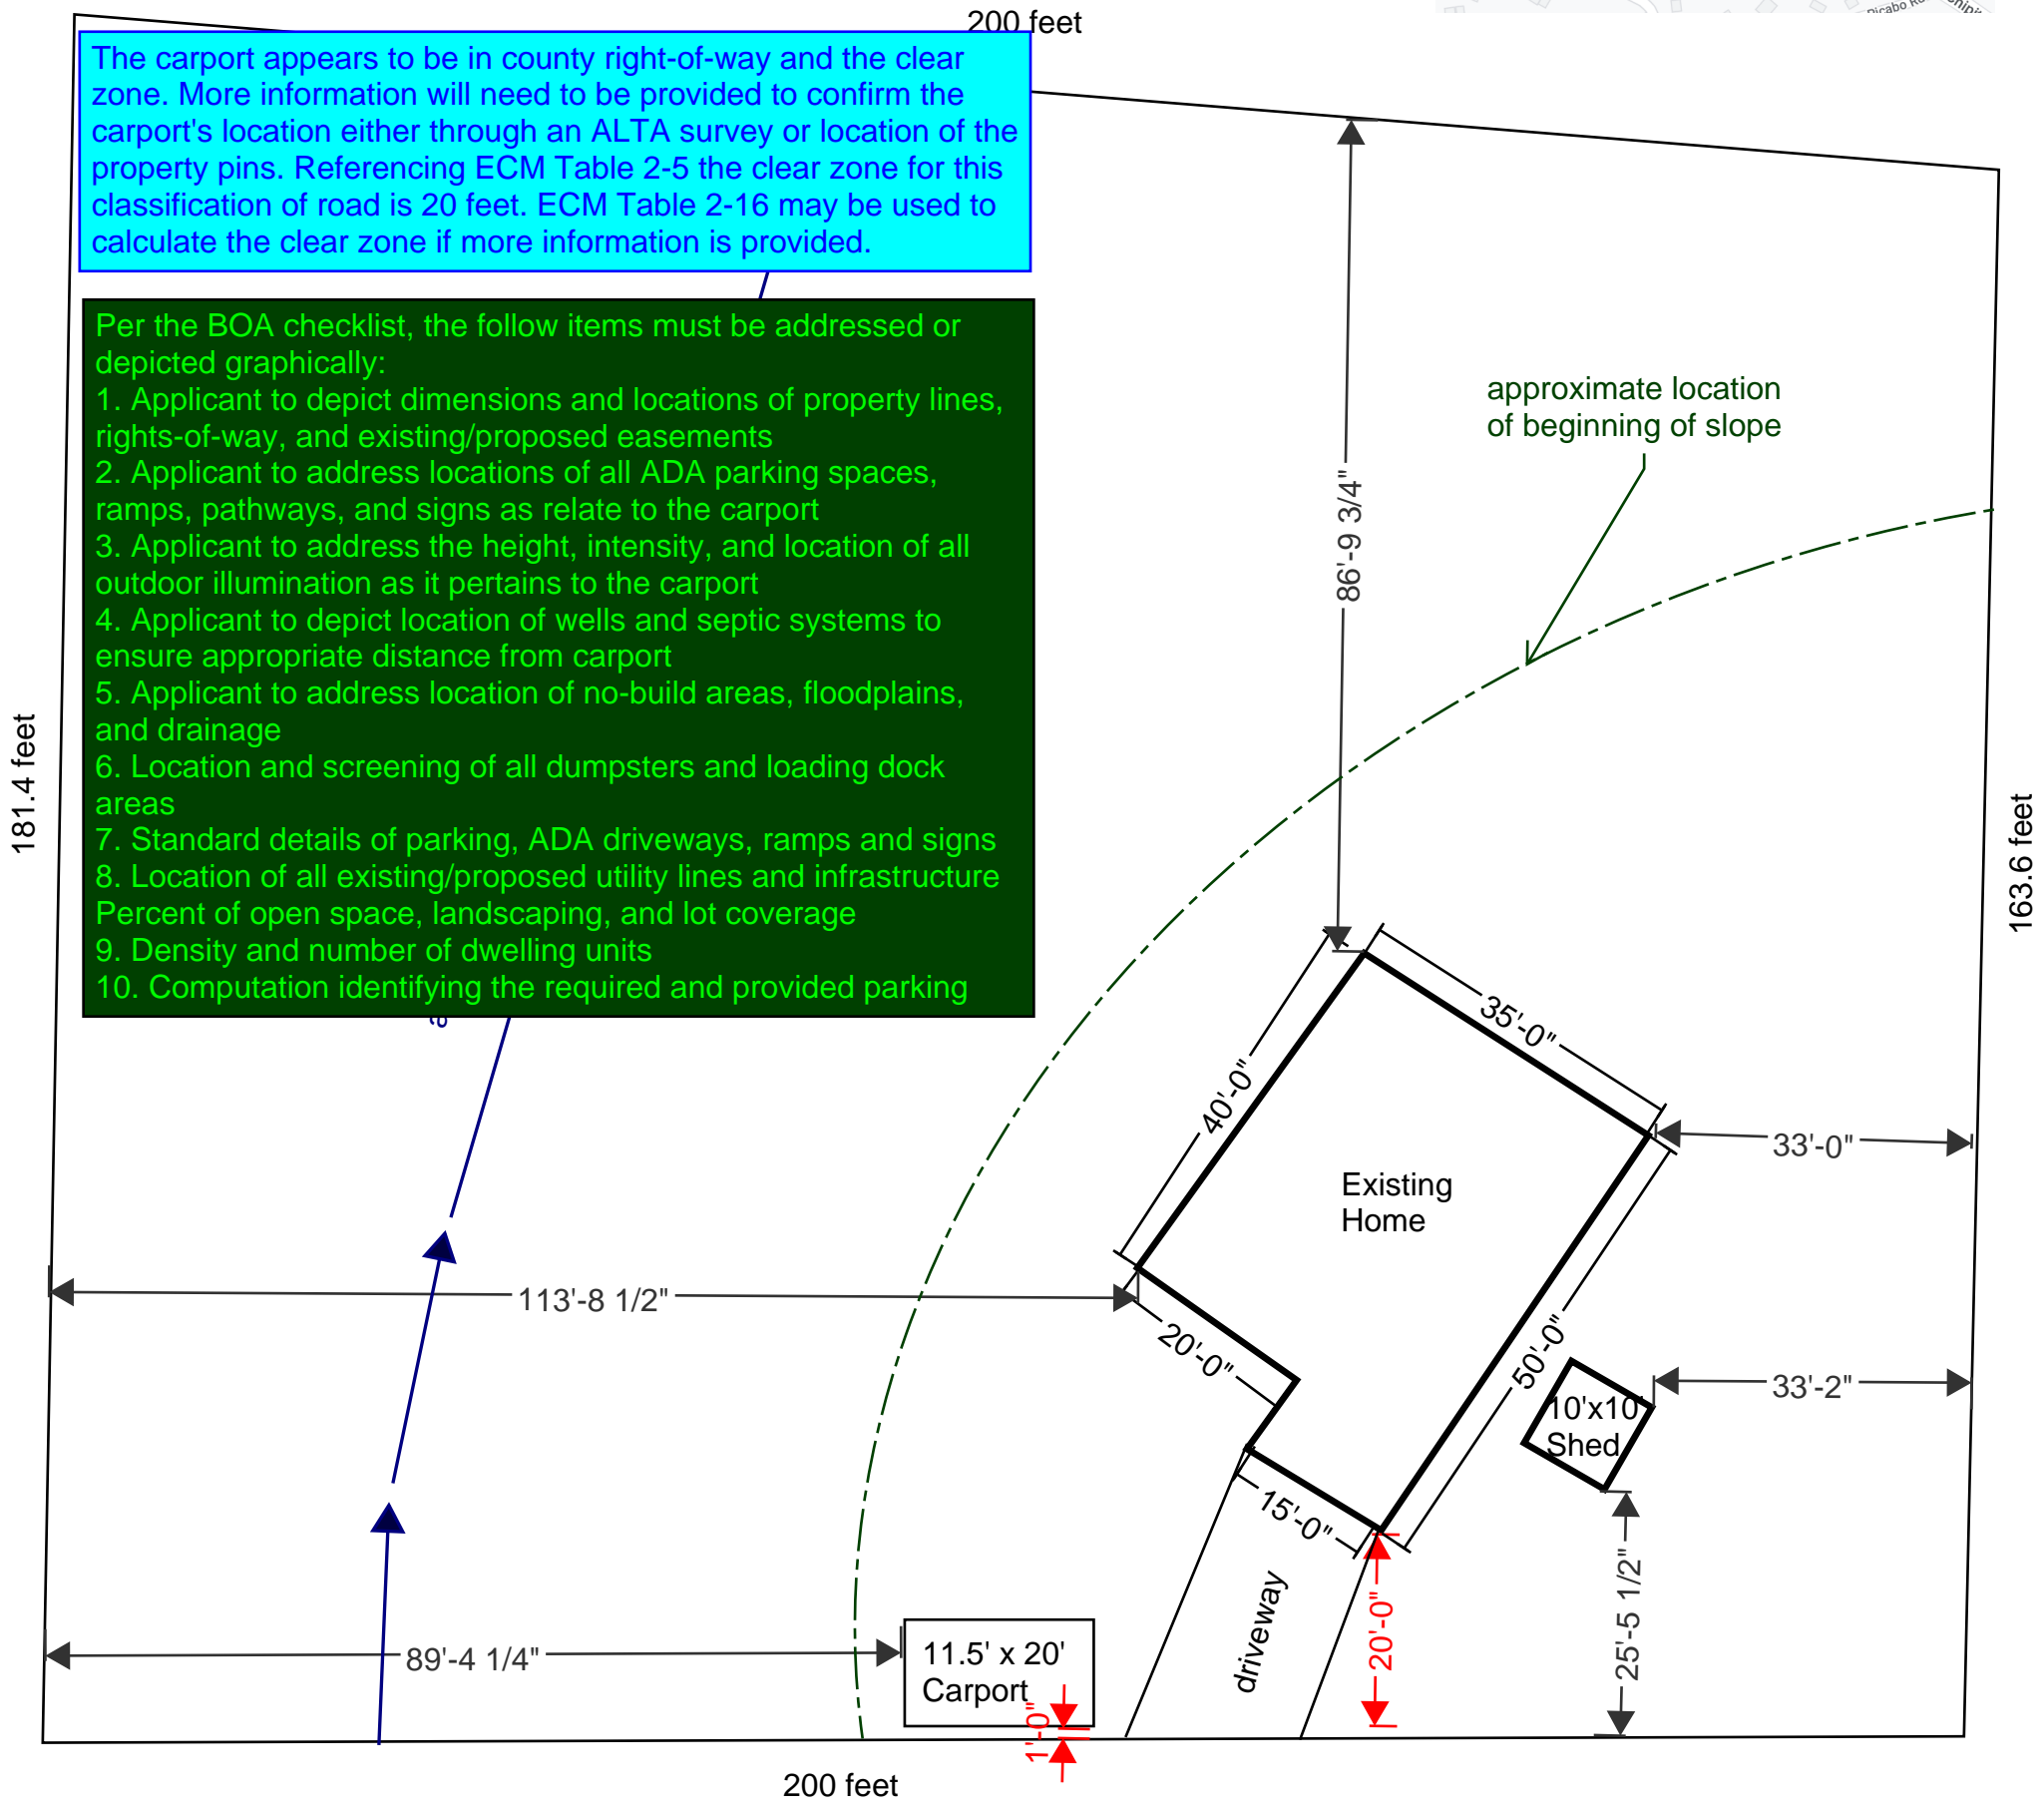 Picabo
200 feet
The carport appears to be in county right-of-way and the clear
zone. More information will need to be provided to confirm the
carport's location either through an ALTA survey or location of the
property pins. Referencing ECM Table 2-5 the clear zone for this
classification of road is 20 feet. ECM Table 2-16 may be used to
calculate the clear zone if more information is provided.
Per the BOA checklist, the follow items must be addressed or
depicted graphically:
1. Applicant to depict dimensions and locations of property lines,
rights-of-way, and existing/proposed easements
2. Applicant to address locations of all ADA parking spaces,
ramps, pathways, and signs as relate to the carport
3. Applicant to address the height, intensity, and location of all
outdoor illumination as it pertains to the carport
4. Applicant to depict location of wells and septic systems to
ensure appropriate distance from carport
5. Applicant to address location of no-build areas, floodplains,
and drainage
6. Location and screening of all dumpsters and loading dock
areas
7. Standard details of parking, ADA driveways, ramps and signs
8. Location of all existing/proposed utility lines and infrastructure
Percent of open space, landscaping, and lot coverage
9. Density and number of dwelling units
10. Computation identifying the required and provided parking
approximate location
of beginning of slope
86'-9 3/4"
181.4 feet
163.6 feet
35'-0"
40'-0"
33'-0"
Existing
Home
113'-8 1/2"
20'-0"
50'-0"
33'-2"
10'x10'
Shed
15'-0"
25'-5 1/2"
20'-0"
driveway
89'-4 1/4"
11.5' x 20'
Carport
1'-0"
200 feet